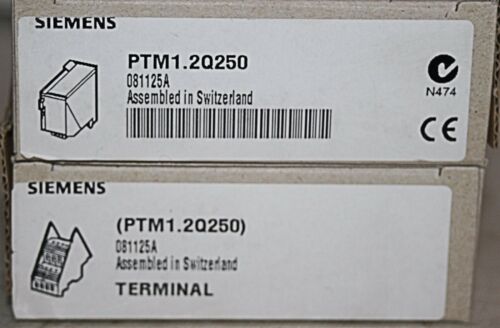 SIEMENS
PTM1.2Q250
081125A
Assembled in Switzerland
N474
CE
SIEMENS
(PTM1.2Q250)
081125A
Assembled in Switzerland
TERMINAL